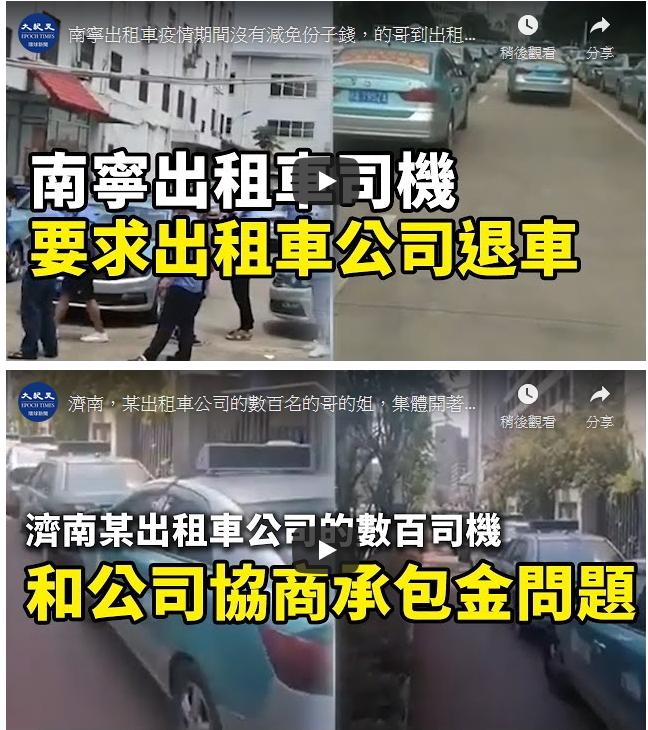 大紀元
EPOCH TIMES
環球新聞
南寧出租車疫情期間沒有減免份子錢，的哥到出租...
稍後觀看
分享
南寧出租車司機
要求出租車公司退車
大紀元
EPOCH TIMES
環球新聞
濟南，某出租車公司的數百名的哥的姐，集體開著...
稍後觀看
分享
濟南某出租車公司的數百司機
和公司協商承包金問題